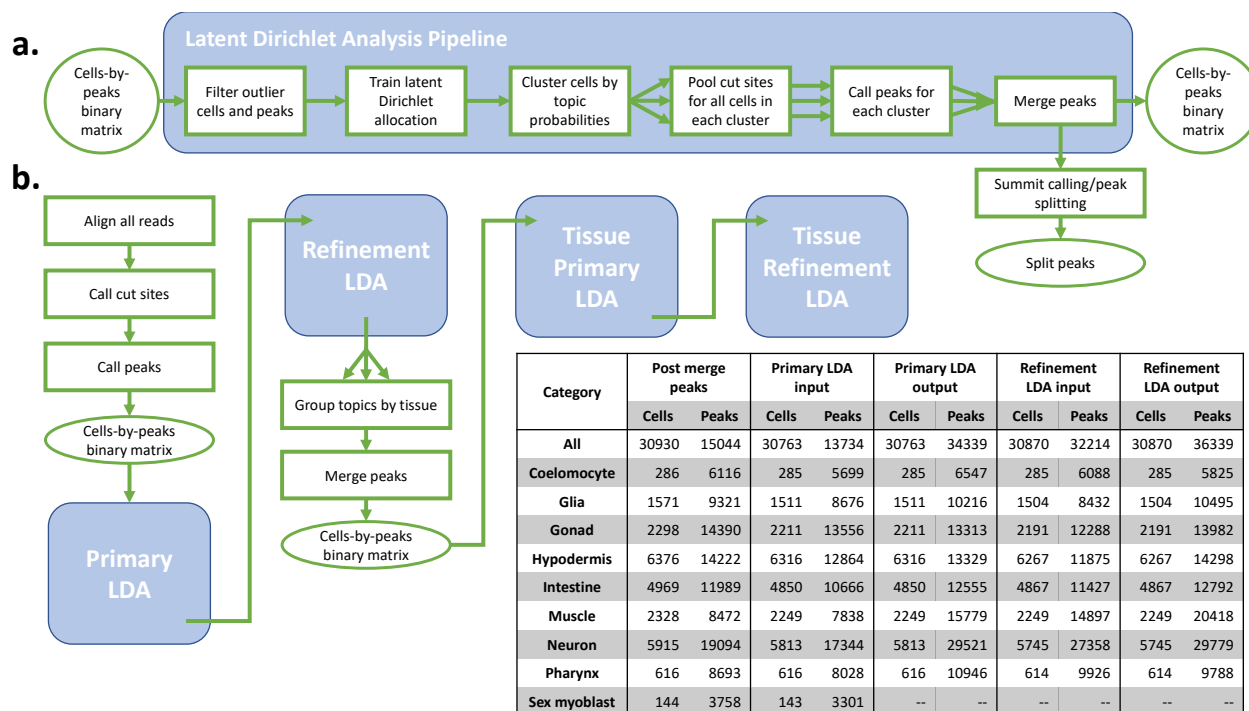 a.
Latent Dirichlet Analysis Pipeline
Cells-by-
peaks
binary
matrix
Filter outlier
cells and peaks
Train latent
Dirichlet
allocation
Cluster cells by
topic
probabilities
Pool cut sites
for all cells in
each cluster
Call peaks for
each cluster
Merge peaks
Cells-by-
peaks
binary
matrix
Summit calling/peak
splitting
Split peaks
b.
Align all reads
Call cut sites
Call peaks
Cells-by-peaks
binary matrix
Primary
LDA
Refinement
LDA
Group topics by tissue
Merge peaks
Cells-by-peaks
binary matrix
Tissue
Primary
LDA
Tissue
Refinement
LDA
Category Post merge peaks Primary LDA input Primary LDA output Refinement LDA input Refinement LDA output
Cells Peaks Cells Peaks Cells Peaks Cells Peaks Cells Peaks
All 30930 15044 30763 13734 30763 34339 30870 32214 30870 36339
Coelomocyte 286 6116 285 5699 285 6547 285 6088 285 5825
Glia 1571 9321 1511 8676 1511 10216 1504 8432 1504 10495
Gonad 2298 14390 2211 13556 2211 13313 2191 12288 2191 13982
Hypodermis 6376 14222 6316 12864 6316 13329 6267 11875 6267 14298
Intestine 4969 11989 4850 10666 4850 12555 4867 11427 4867 12792
Muscle 2328 8472 2249 7838 2249 15779 2249 14897 2249 20418
Neuron 5915 19094 5813 17344 5813 29521 5745 27358 5745 29779
Pharynx 616 8693 616 8028 616 10946 614 9926 614 9788
Sex myoblast 144 3758 143 3301 -- -- -- -- -- --